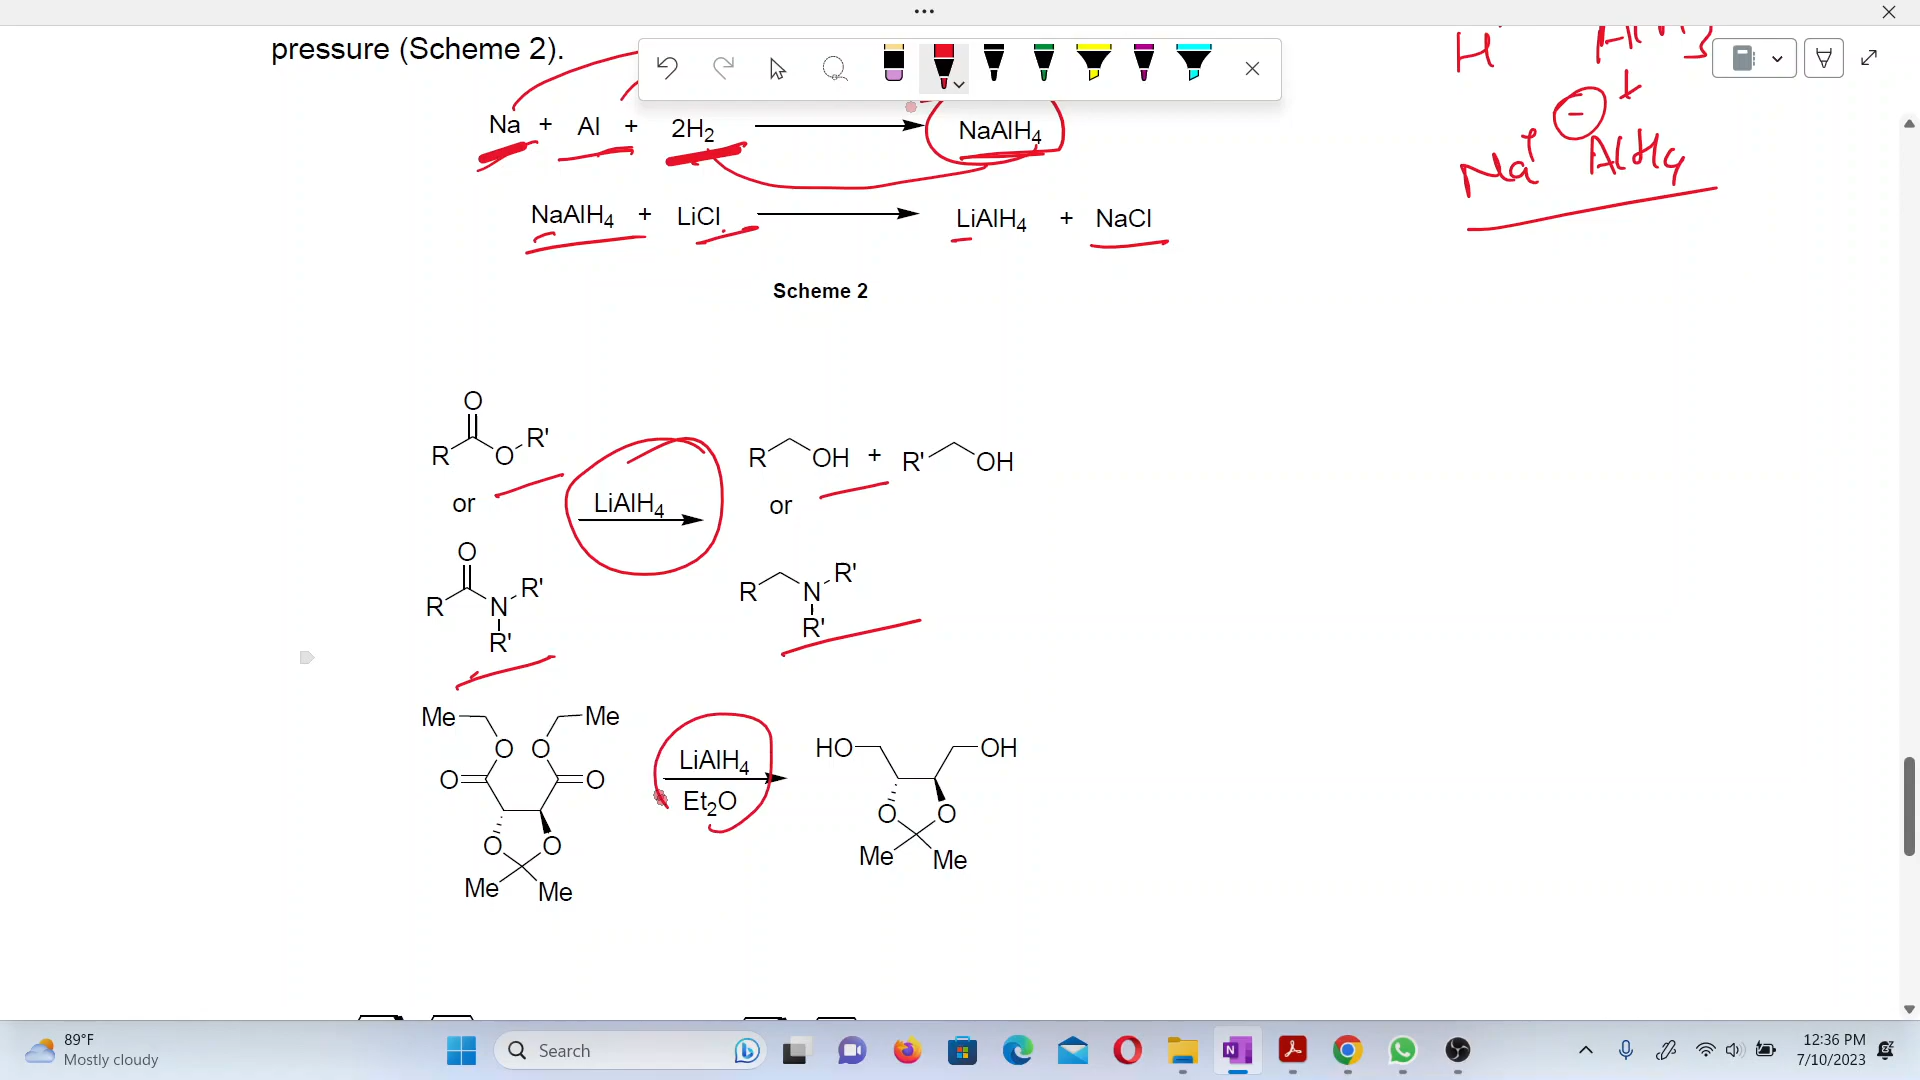 pressure (Scheme 2).
Na + Al + 2H2 NaAlH4
NaAlH4 + LiCl LiAlH4 + NaCl
Scheme 2
H
+
−
Na+ AlH4
O
R O R'
or
LiAlH4
R OH + R' OH
or
O
R N R'
R'
R N R'
R'
Me Me
O O
O O
O O
Me Me
LiAlH4
Et2O
HO OH
O O
Me Me
89°F
Mostly cloudy
Search
12:36 PM
7/10/2023